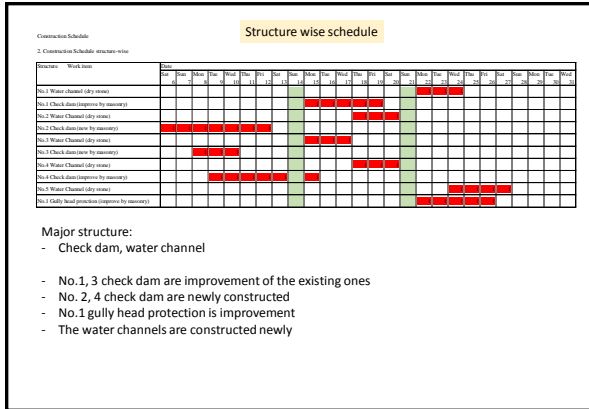 Structure wise schedule
Construction Schedule
2. Construction Schedule structure-wise
Structure Work item Date
Sat Sun Mon Tue Wed Thu Fri Sat Sun Mon Tue Wed Thu Fri Sat Sun Mon Tue Wed Thu Fri Sat Sun Mon Tue Wed
6 7 8 9 10 11 12 13 14 15 16 17 18 19 20 21 22 23 24 25 26 27 28 29 30 31
No.1 Water channel (dry stone)
No.1 Check dam (improve by masonry)
No.2 Water Channel (dry stone)
No.2 Check dam (new by masonry)
No.3 Water Channel (dry stone)
No.3 Check dam (new by masonry)
No.4 Water Channel (dry stone)
No.4 Check dam (improve by masonry)
No.5 Water Channel (dry stone)
No.1 Gully head protction (improve by masonry)
Major structure:
- Check dam, water channel
- No.1, 3 check dam are improvement of the existing ones
- No. 2, 4 check dam are newly constructed
- No.1 gully head protection is improvement
- The water channels are constructed newly